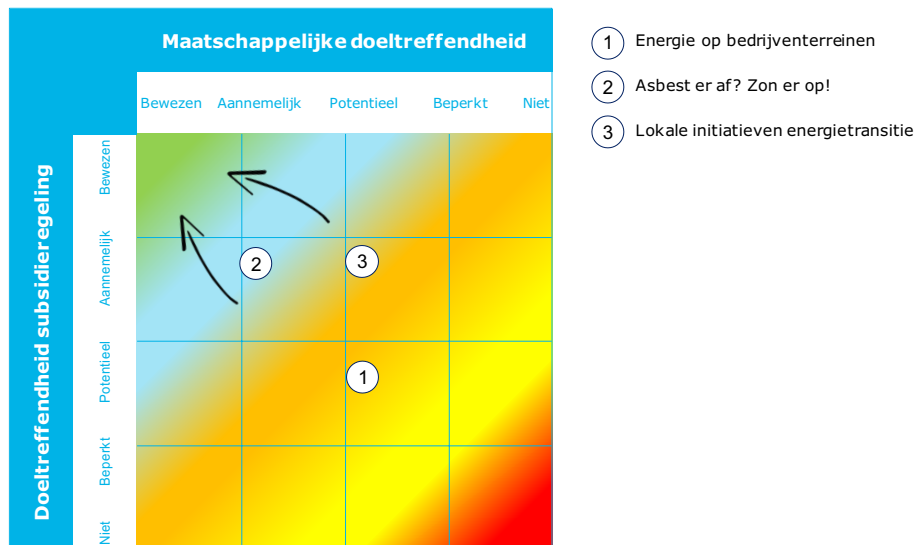 Maatschappelijke doeltreffendheid
Bewezen Aannemelijk Potentieel Beperkt Niet
Doeltreffendheid subsidieregeling
Bewezen
Aannemelijk
Potentieel
Beperkt
Niet
2
3
1
1 Energie op bedrijventerreinen
2 Asbest er af? Zon er op!
3 Lokale initiatieven energietransitie